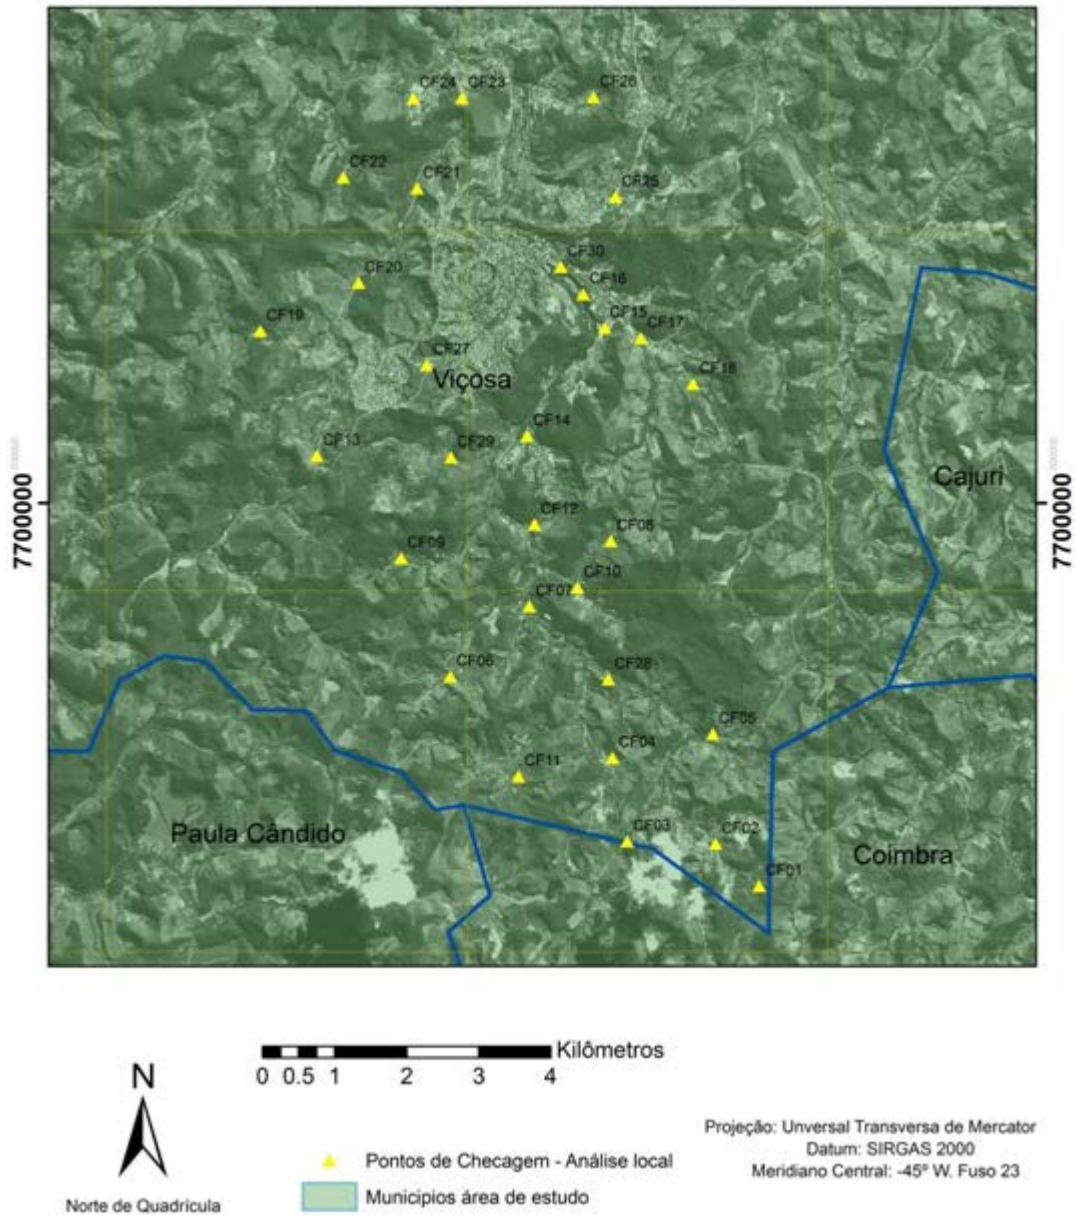 CF24 CF23 CF26
CF22 CF21
CF25
CF30
CF20 CF16
CF19 CF15 CF17
CF27
Viçosa CF18
CF14
CF13 CF29
Cajuri
7700000 7700000
CF12 CF08
CF09
CF10
CF07
CF06 CF28
CF05
CF04
CF11
Paula Cândido CF03 CF02
Coimbra
CF01
Kilômetros
0 0.5 1 2 3 4
N
Norte de Quadrícula
Pontos de Checagem - Análise local
Municipios área de estudo
Projeção: Unversal Transversa de Mercator
Datum: SIRGAS 2000
Meridiano Central: -45º W. Fuso 23